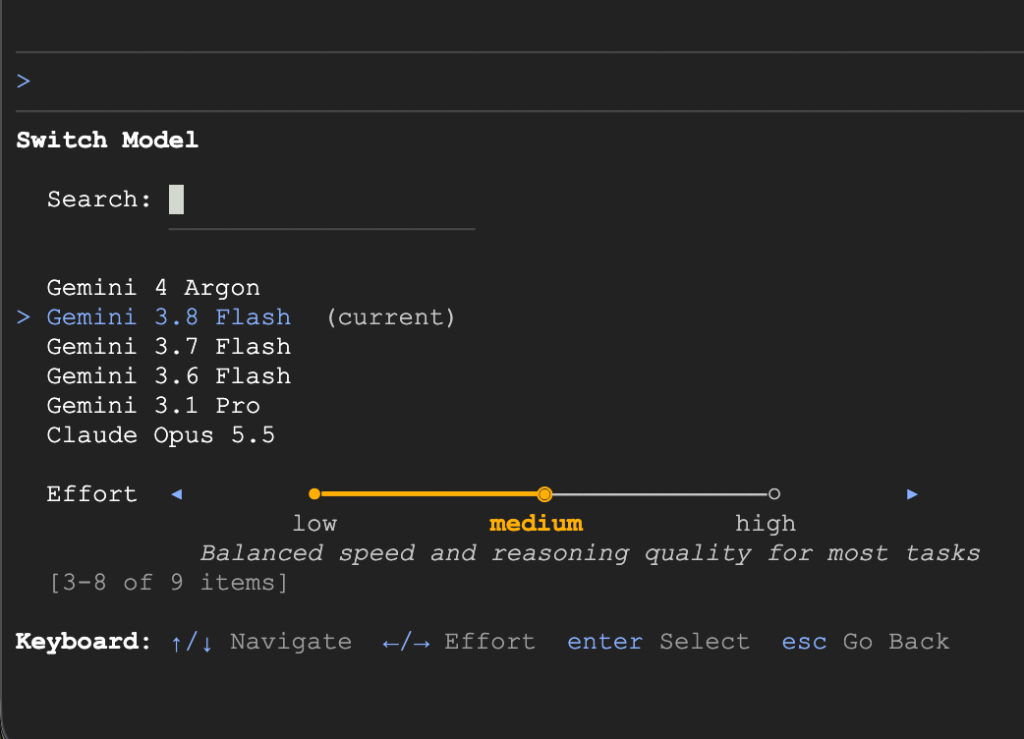 >
Switch Model
Search:
Gemini 4 Argon
> Gemini 3.8 Flash (current)
Gemini 3.7 Flash
Gemini 3.6 Flash
Gemini 3.1 Pro
Claude Opus 5.5
Effort ◀ ▶
low medium high
Balanced speed and reasoning quality for most tasks
[3-8 of 9 items]
Keyboard: ↑/↓ Navigate ←/→ Effort enter Select esc Go Back